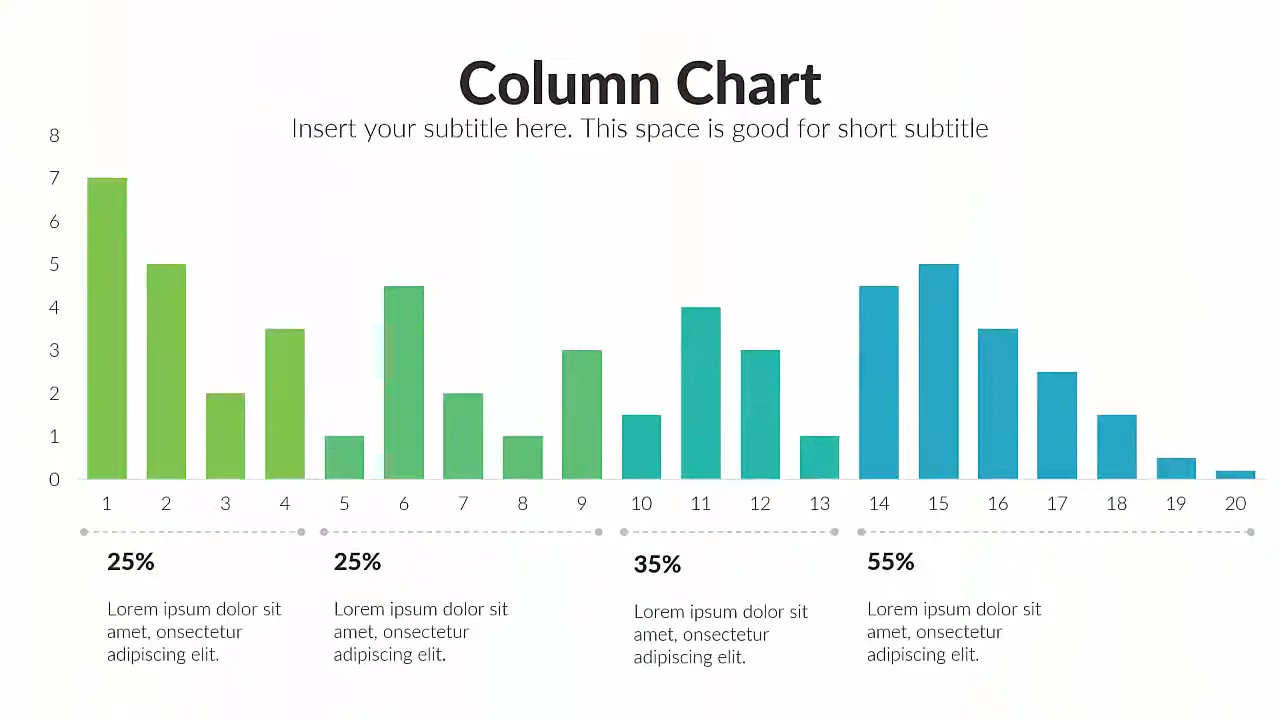 Column Chart
Insert your subtitle here. This space is good for short subtitle
8
7
6
5
4
3
2
1
0
1 2 3 4 5 6 7 8 9 10 11 12 13 14 15 16 17 18 19 20
25%
Lorem ipsum dolor sit
amet, onsectetur
adipiscing elit.
25%
Lorem ipsum dolor sit
amet, onsectetur
adipiscing elit.
35%
Lorem ipsum dolor sit
amet, onsectetur
adipiscing elit.
55%
Lorem ipsum dolor sit
amet, onsectetur
adipiscing elit.